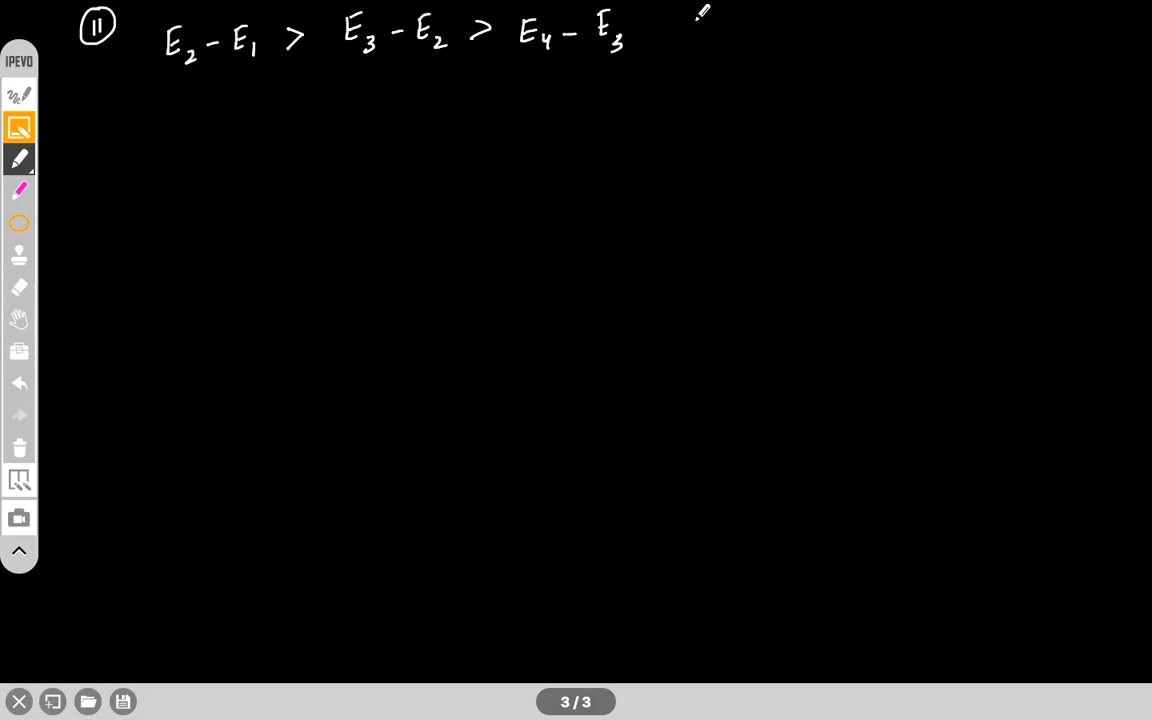 ⑪ E₂ - E₁ > E₃ - E₂ > E₄ - E₃
IPEVO
3 / 3